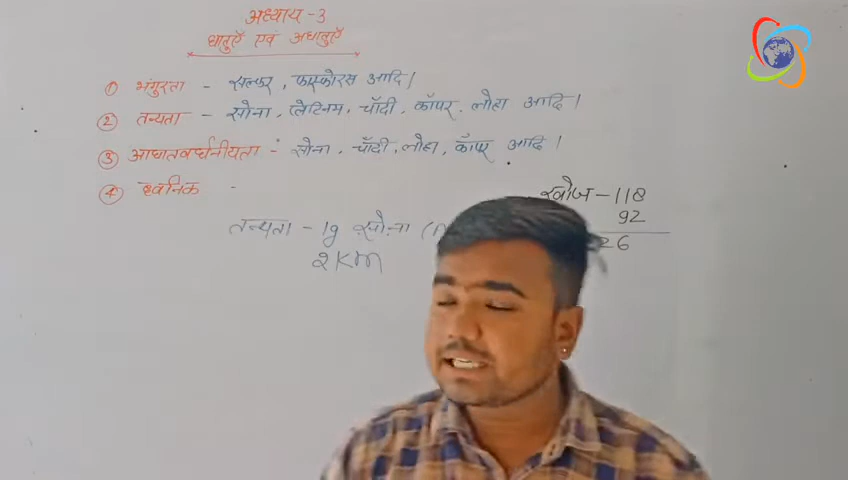 अध्याय -3
धातुएँ एवं अधातुएँ
① भंगुरता - सल्फर, फास्फोरस आदि।
② तन्यता - सोना, प्लेटिनम, चाँदी, कॉपर, लोहा आदि।
③ आघातवर्धनीयता - सोना, चाँदी, लोहा, कॉपर आदि।
④ ध्वनिक -
खोज - 118
92
26
तन्यता - 1g सोना (A
2KM